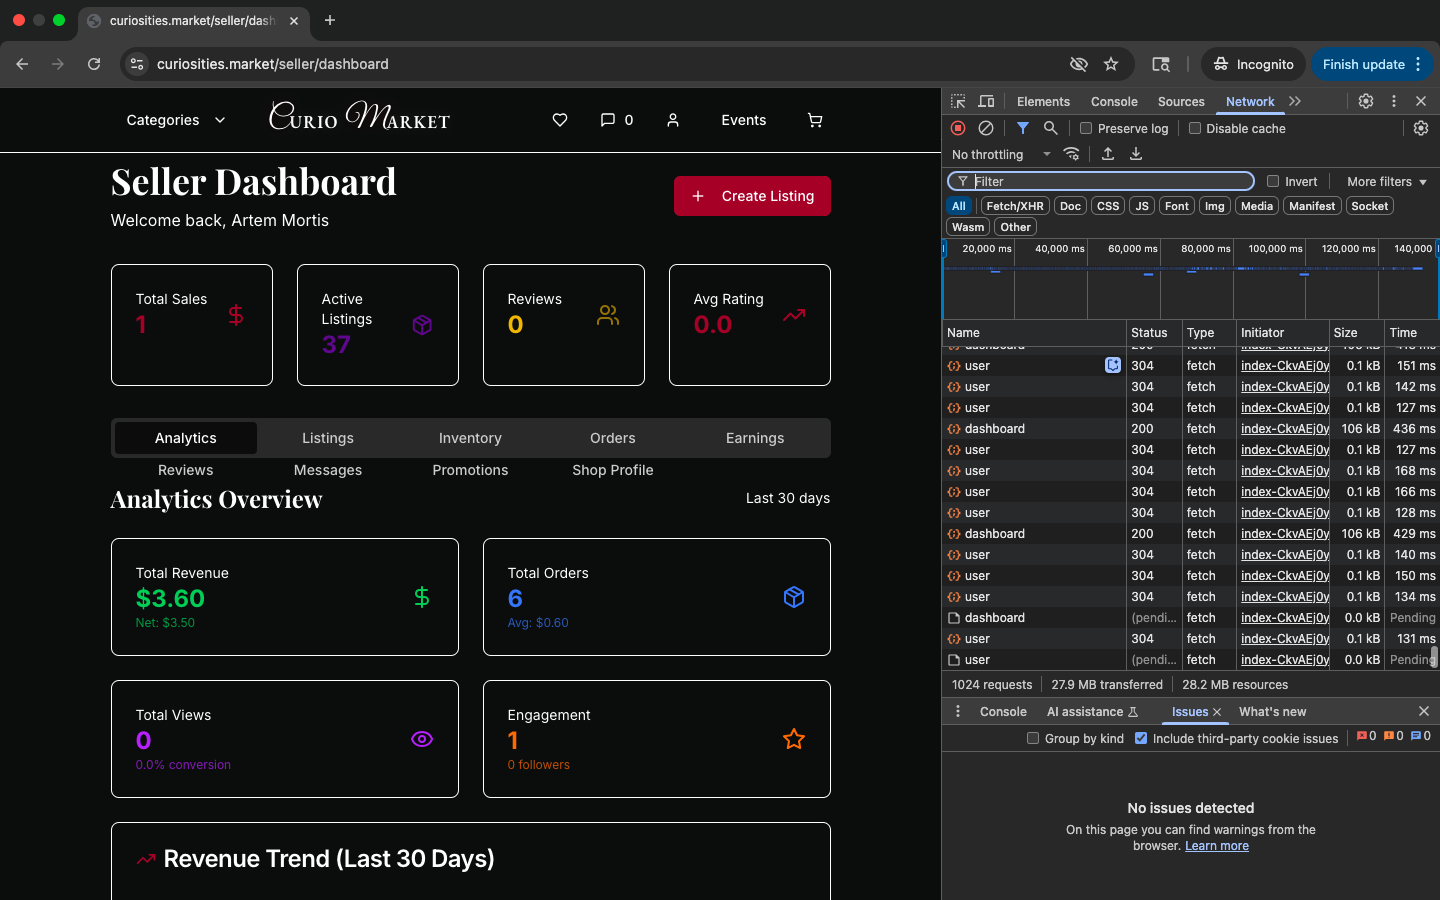 curiosities.market/seller/dash
curiosities.market/seller/dashboard
Incognito
Finish update
Categories
Curio Market
0
Events
Seller Dashboard
Welcome back, Artem Mortis
Create Listing
Total Sales
1
Active
Listings
37
Reviews
0
Avg Rating
0.0
Analytics
Listings
Inventory
Orders
Earnings
Reviews
Messages
Promotions
Shop Profile
Analytics Overview
Last 30 days
Total Revenue
$3.60
Net: $3.50
Total Orders
6
Avg: $0.60
Total Views
0
0.0% conversion
Engagement
1
0 followers
Revenue Trend (Last 30 Days)
Elements Console Sources Network
Preserve log Disable cache
No throttling
Filter Invert More filters
All Fetch/XHR Doc CSS JS Font Img Media Manifest Socket
Wasm Other
20,000 ms 40,000 ms 60,000 ms 80,000 ms 100,000 ms 120,000 ms 140,000
Name Status Type Initiator Size Time
user 304 fetch index-CkvAEj0y 0.1 kB 151 ms
user 304 fetch index-CkvAEj0y 0.1 kB 142 ms
user 304 fetch index-CkvAEj0y 0.1 kB 127 ms
dashboard 200 fetch index-CkvAEj0y 106 kB 436 ms
user 304 fetch index-CkvAEj0y 0.1 kB 127 ms
user 304 fetch index-CkvAEj0y 0.1 kB 168 ms
user 304 fetch index-CkvAEj0y 0.1 kB 166 ms
user 304 fetch index-CkvAEj0y 0.1 kB 128 ms
dashboard 200 fetch index-CkvAEj0y 106 kB 429 ms
user 304 fetch index-CkvAEj0y 0.1 kB 140 ms
user 304 fetch index-CkvAEj0y 0.1 kB 150 ms
user 304 fetch index-CkvAEj0y 0.1 kB 134 ms
dashboard (pendi... fetch index-CkvAEj0y 0.0 kB Pending
user 304 fetch index-CkvAEj0y 0.1 kB 131 ms
user (pendi... fetch index-CkvAEj0y 0.0 kB Pending
1024 requests 27.9 MB transferred 28.2 MB resources
Console AI assistance Issues What's new
Group by kind Include third-party cookie issues 0 0 0
No issues detected
On this page you can find warnings from the
browser. Learn more